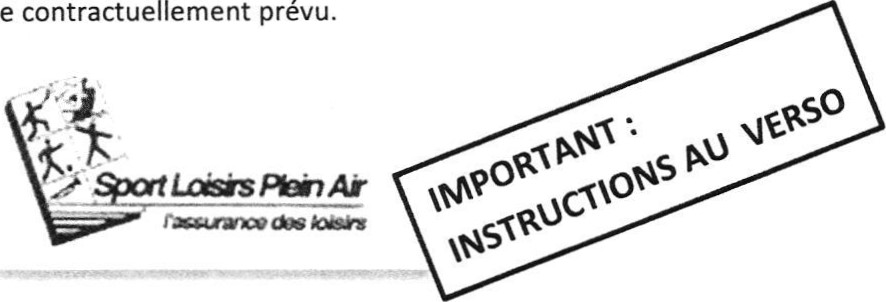 e contractuellement prévu.
Sport Loisirs Plein Air
l'assurance des loisirs
IMPORTANT :
INSTRUCTIONS AU VERSO